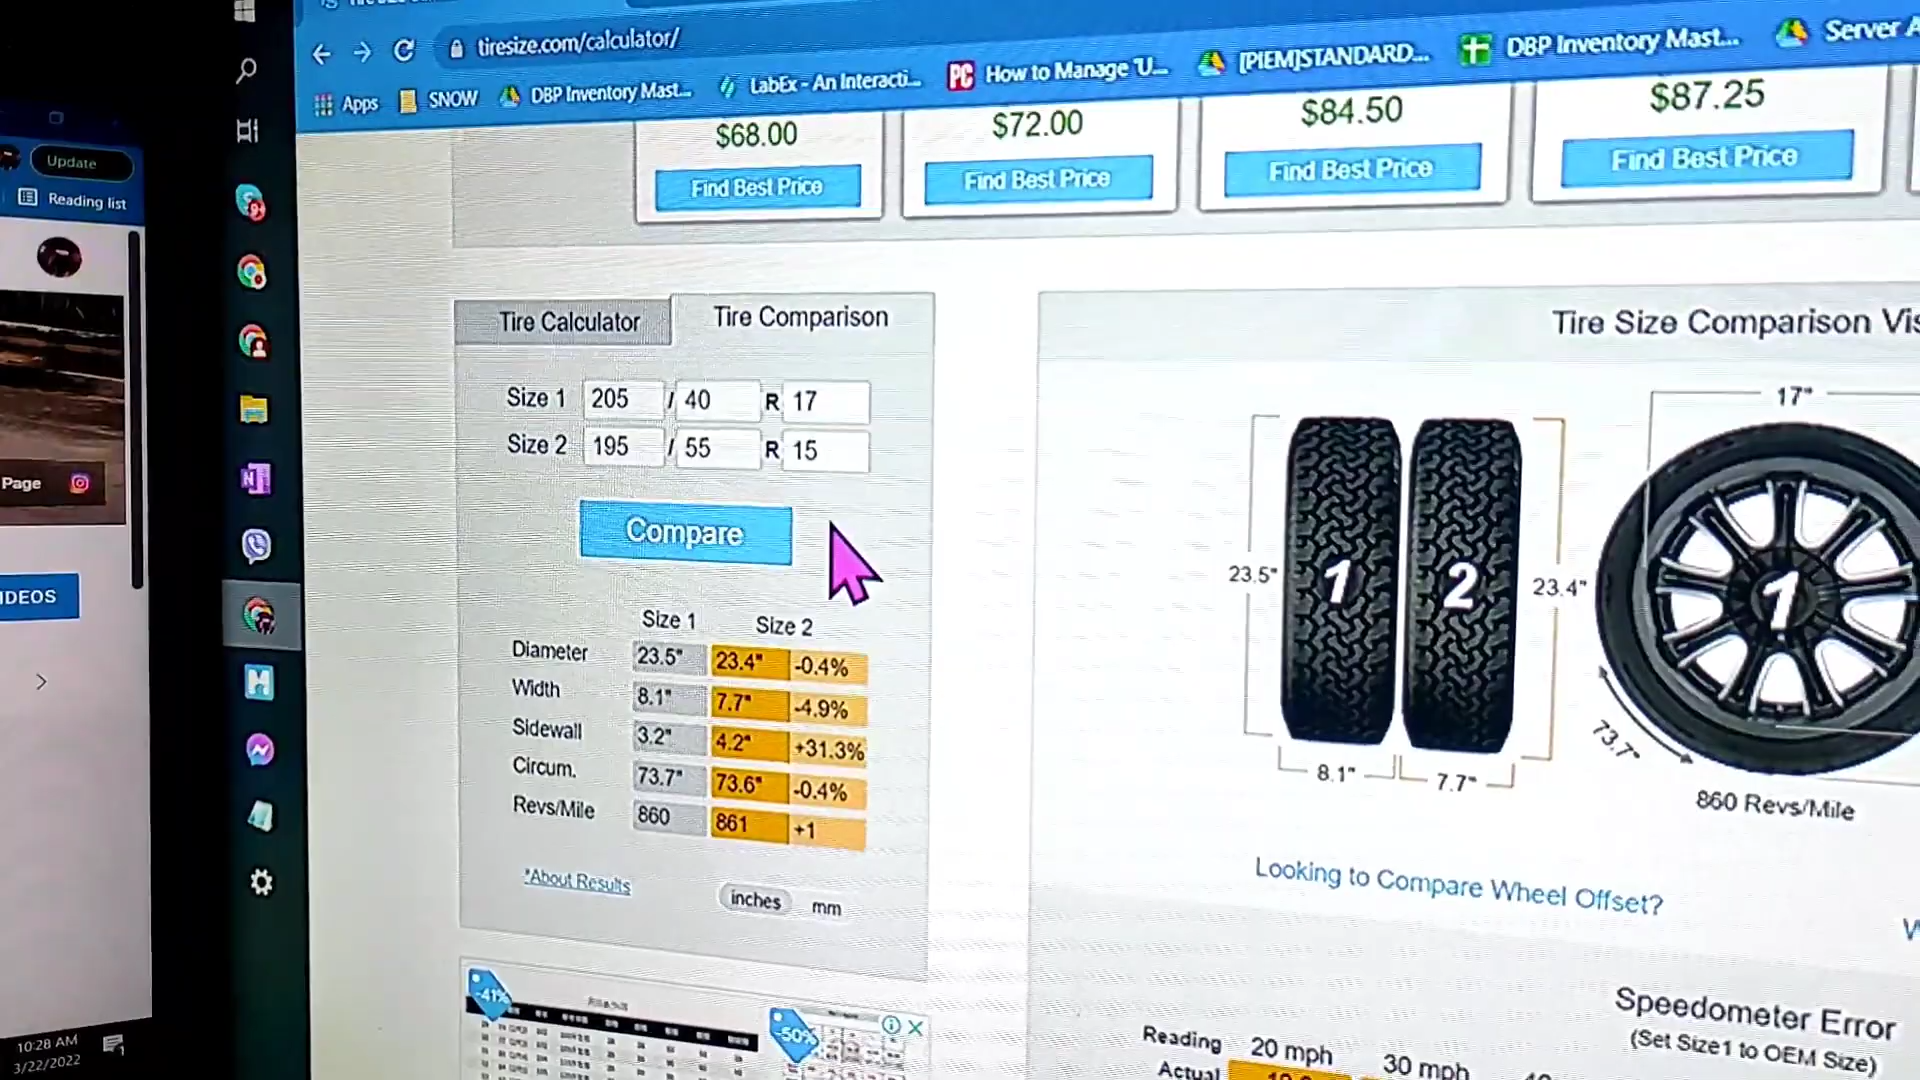 tiresize.com/calculator/
Apps SNOW DBP Inventory Mast... LabEx - An Interacti... PC How to Manage 'U... [PIEM]STANDARD... DBP Inventory Mast... Server A
Update
Reading list
$68.00 $72.00 $84.50 $87.25
Find Best Price Find Best Price Find Best Price Find Best Price
Tire Calculator Tire Comparison
Size 1 205 / 40 R 17
Size 2 195 / 55 R 15
Compare
Size 1 Size 2
Diameter 23.5" 23.4" -0.4%
Width 8.1" 7.7" -4.9%
Sidewall 3.2" 4.2" +31.3%
Circum. 73.7" 73.6" -0.4%
Revs/Mile 860 861 +1
*About Results
inches mm
Tire Size Comparison Vis
17"
23.5" 1 2 23.4" 1
73.7"
8.1" 7.7"
860 Revs/Mile
Looking to Compare Wheel Offset?
W
Speedometer Error
(Set Size1 to OEM Size)
Reading 20 mph 30 mph
Actual
-41%
-50%
Page
IDEOS
10:28 AM
3/22/2022